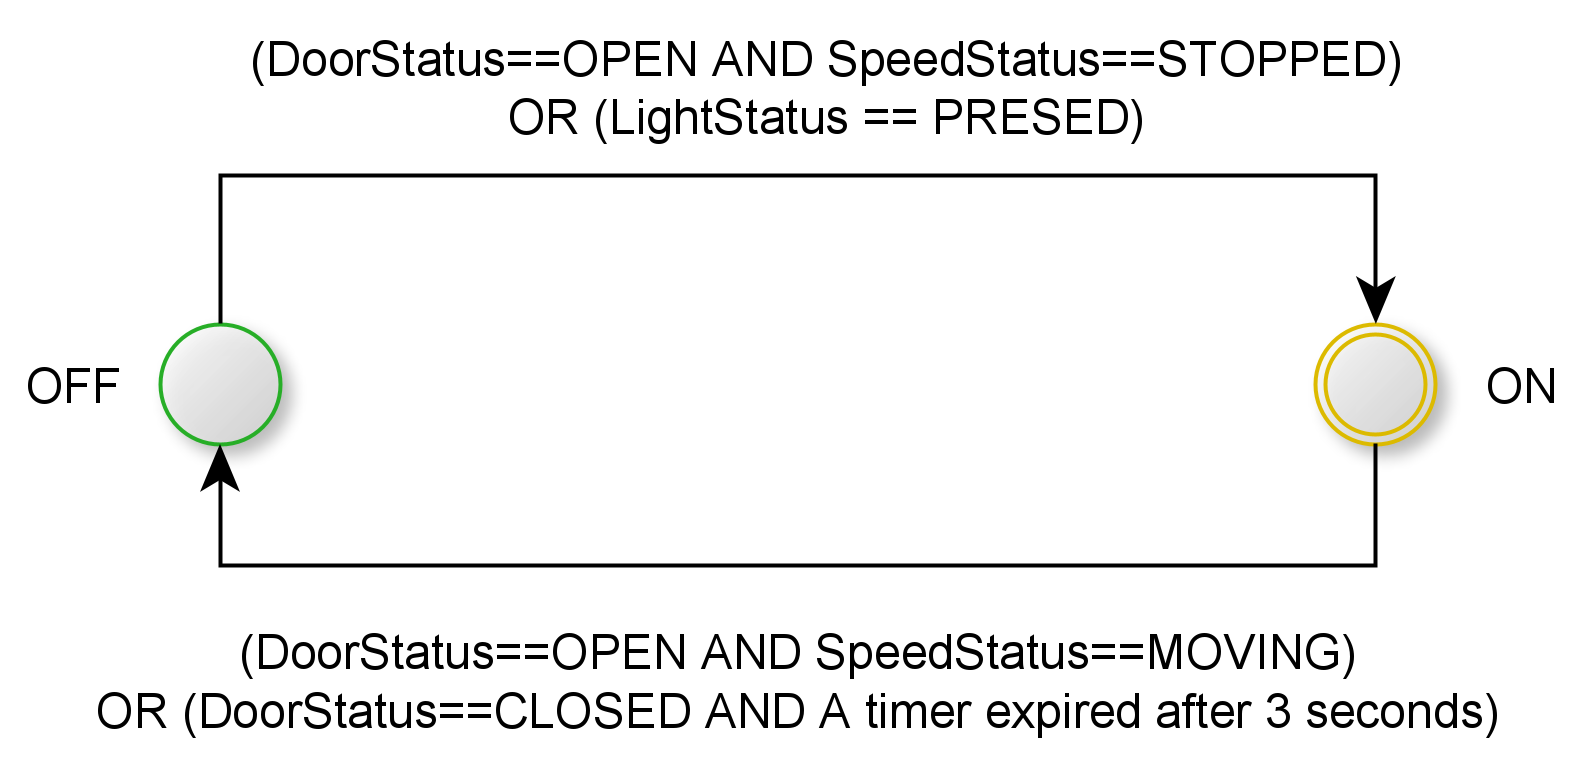 (DoorStatus==OPEN AND SpeedStatus==STOPPED)
OR (LightStatus == PRESED)
OFF
ON
(DoorStatus==OPEN AND SpeedStatus==MOVING)
OR (DoorStatus==CLOSED AND A timer expired after 3 seconds)